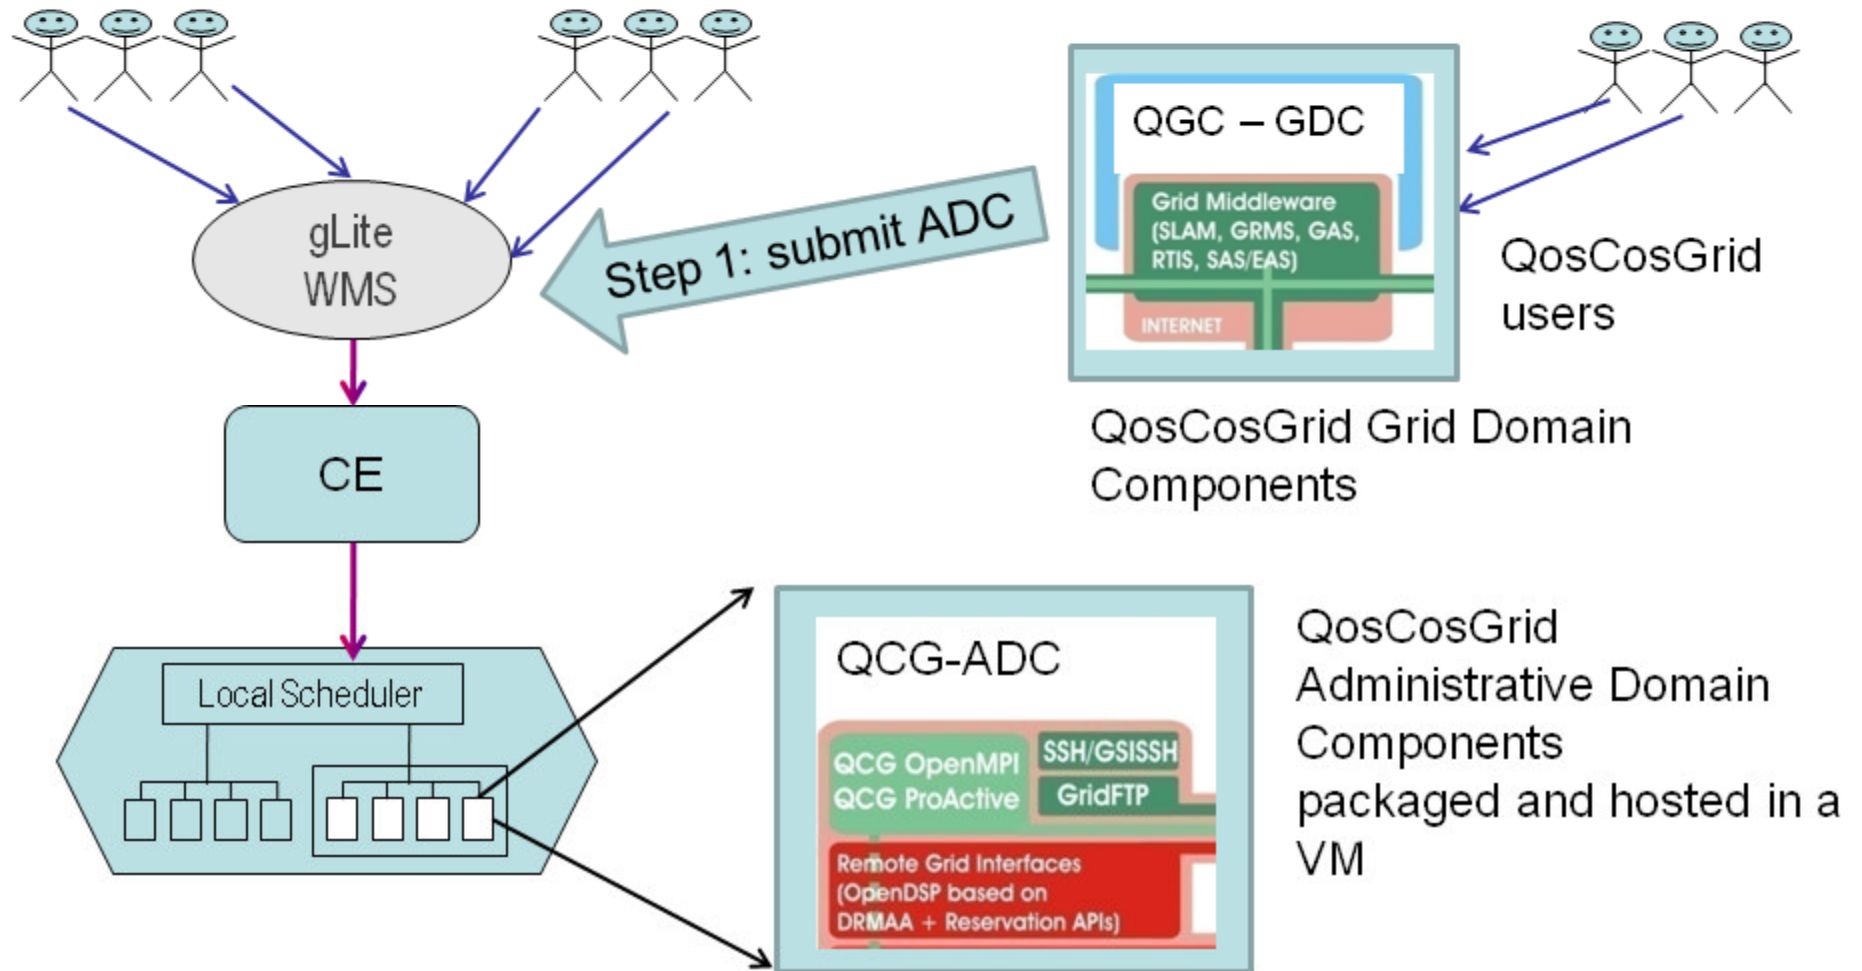 gLite
WMS
Step 1: submit ADC
QGC – GDC
Grid Middleware
(SLAM, GRMS, GAS,
RTIS, SAS/EAS)
INTERNET
QosCosGrid
users
QosCosGrid Grid Domain
Components
CE
Local Scheduler
QCG-ADC
QCG OpenMPI
QCG ProActive
SSH/GSISSH
GridFTP
Remote Grid Interfaces
(OpenDSP based on
DRMAA + Reservation APIs)
QosCosGrid
Administrative Domain
Components
packaged and hosted in a
VM